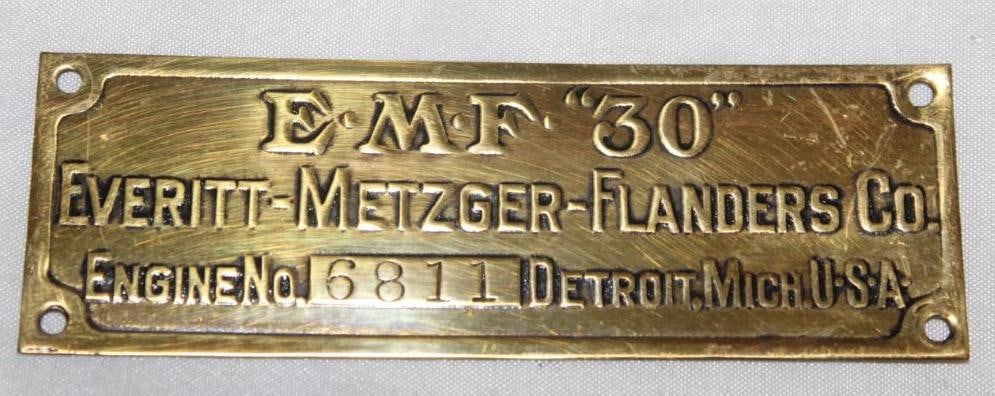 E·M·F· "30"
EVERITT-METZGER-FLANDERS CO.
ENGINE NO. 6811 DETROIT, MICH. U·S·A·